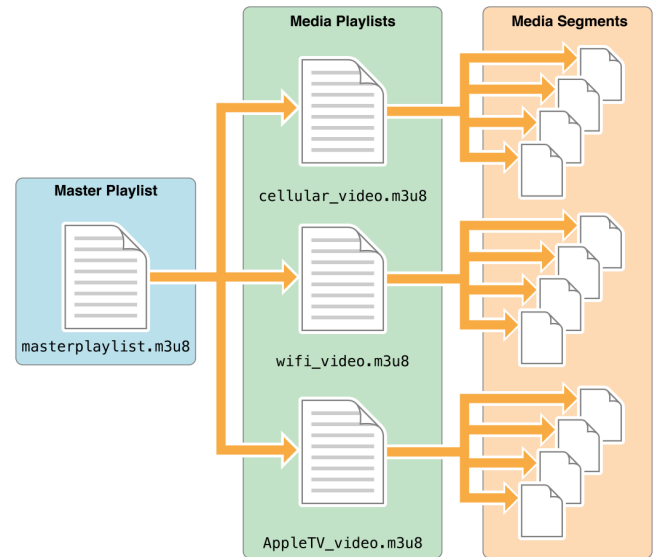 Media Playlists
Media Segments
cellular_video.m3u8
Master Playlist
masterplaylist.m3u8
wifi_video.m3u8
AppleTV_video.m3u8